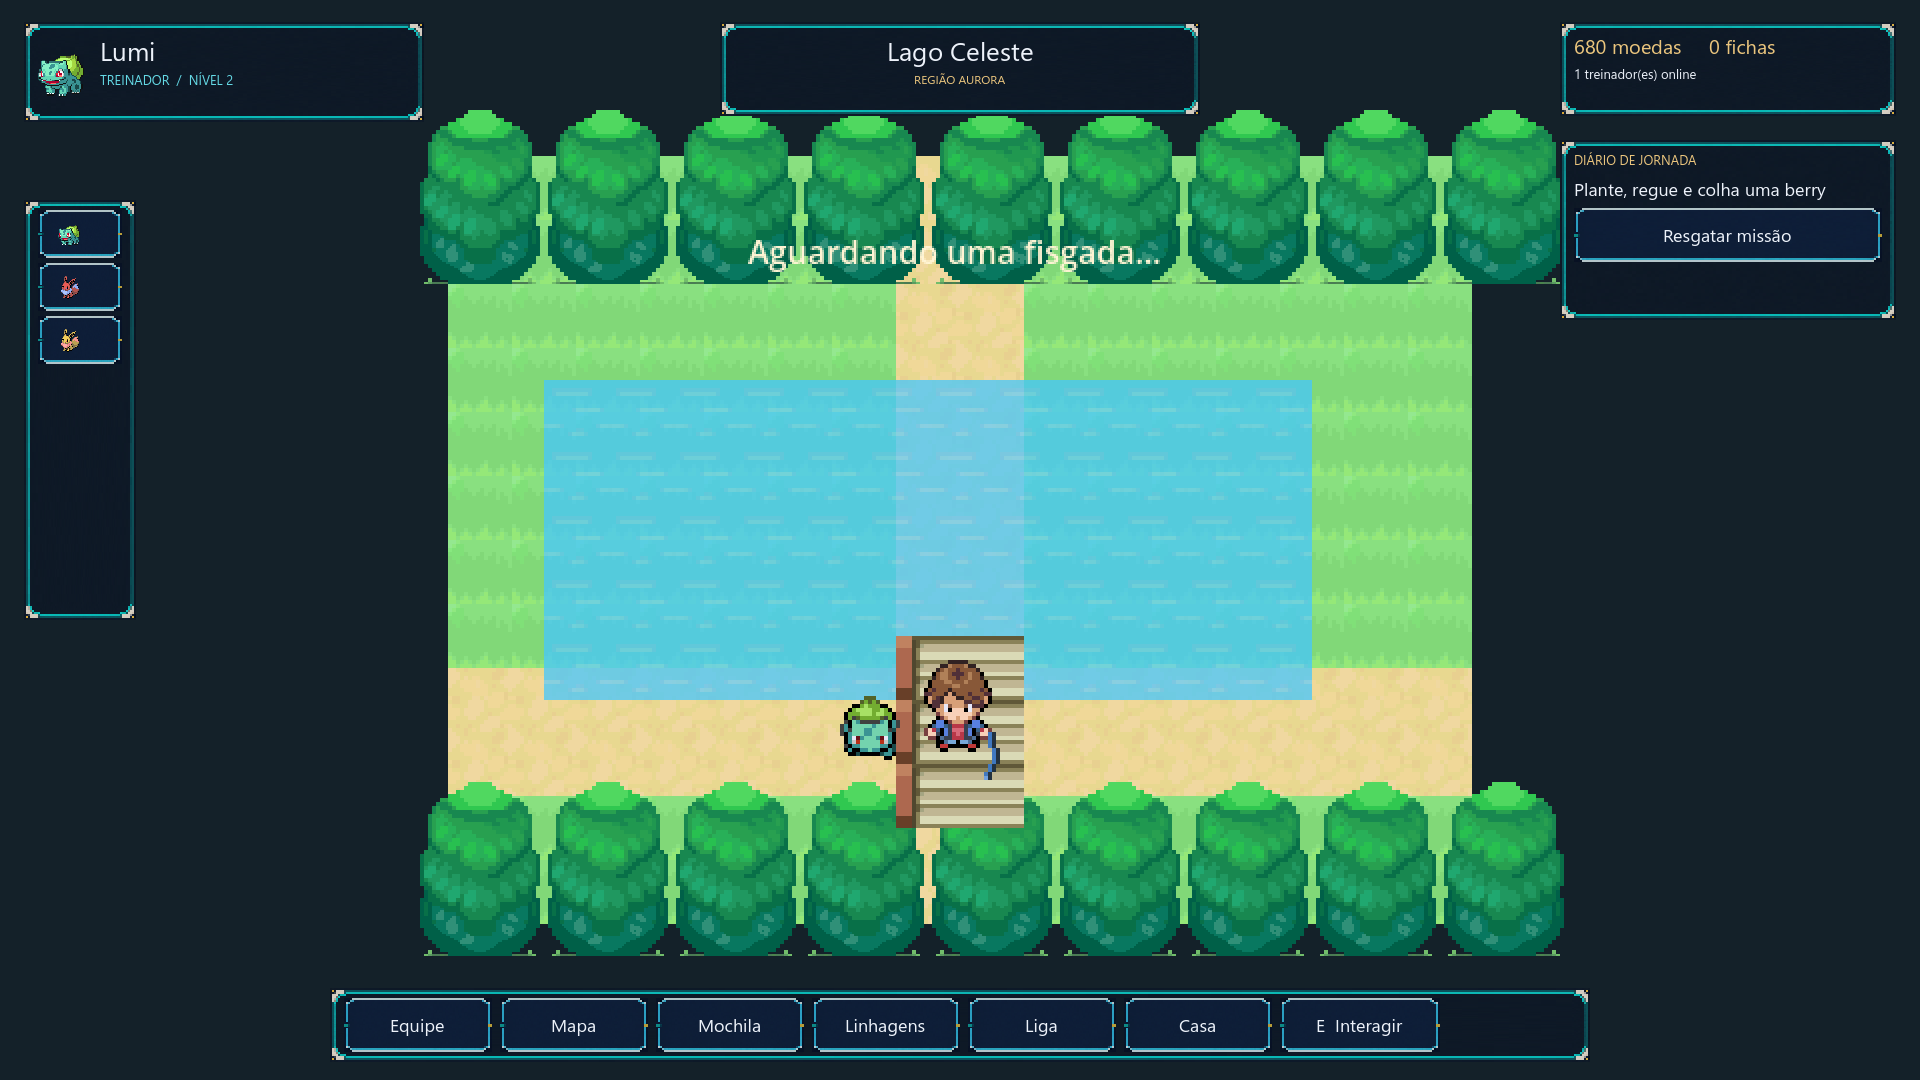 Lumi
TREINADOR / NÍVEL 2
Lago Celeste
REGIÃO AURORA
680 moedas 0 fichas
1 treinador(es) online
DIÁRIO DE JORNADA
Plante, regue e colha uma berry
Resgatar missão
Aguardando uma fisgada...
Equipe
Mapa
Mochila
Linhagens
Liga
Casa
E Interagir